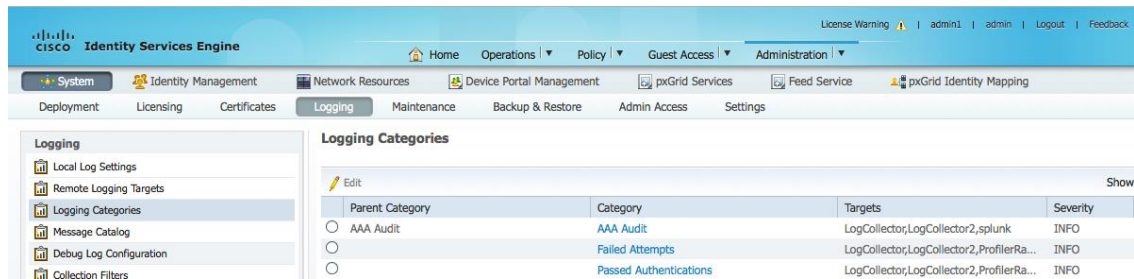 License Warning | admin1 | admin | Logout | Feedback
CISCO Identity Services Engine
Home Operations Policy Guest Access Administration
System Identity Management Network Resources Device Portal Management pxGrid Services Feed Service pxGrid Identity Mapping
Deployment Licensing Certificates Logging Maintenance Backup & Restore Admin Access Settings
Logging
Local Log Settings
Remote Logging Targets
Logging Categories
Message Catalog
Debug Log Configuration
Collection Filters
Logging Categories
Edit Show
Parent Category Category Targets Severity
AAA Audit AAA Audit LogCollector,LogCollector2,splunk INFO
Failed Attempts LogCollector,LogCollector2,ProfilerRa... INFO
Passed Authentications LogCollector,LogCollector2,ProfilerRa... INFO